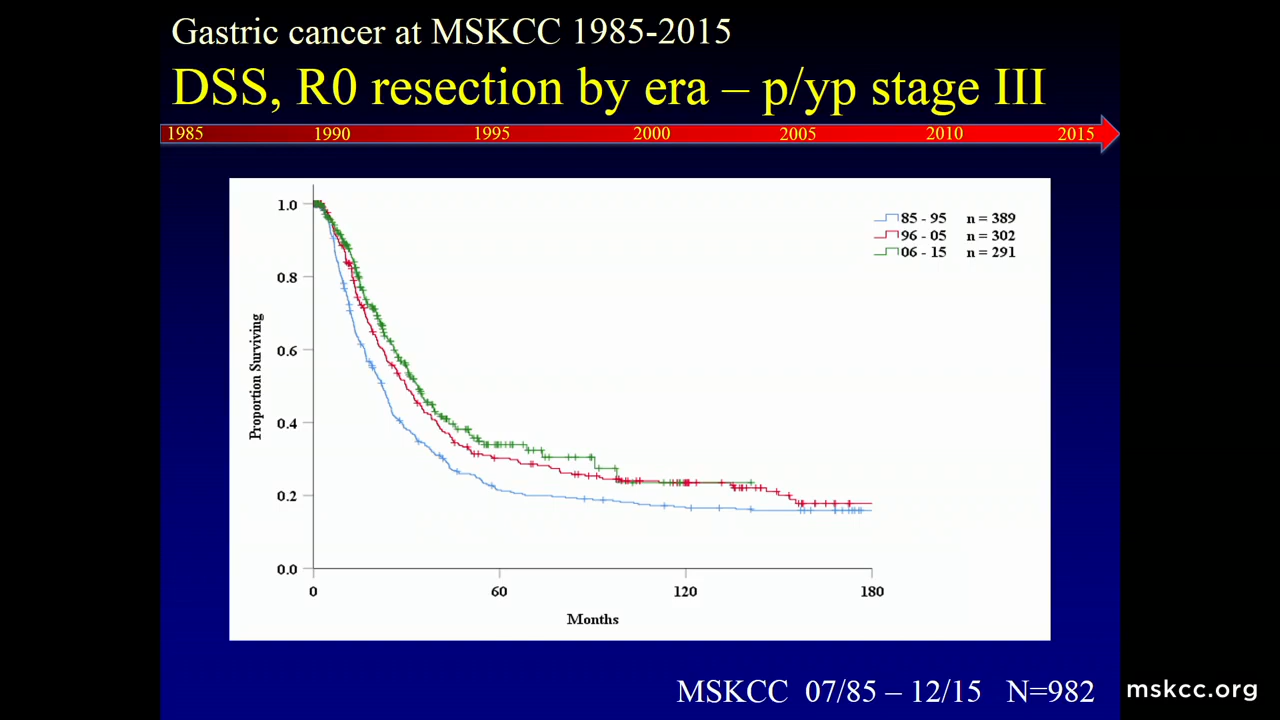 Gastric cancer at MSKCC 1985-2015
DSS, R0 resection by era – p/yp stage III
1985 1990 1995 2000 2005 2010 2015
85 - 95 n = 389
96 - 05 n = 302
06 - 15 n = 291
Proportion Surviving
1.0
0.8
0.6
0.4
0.2
0.0
0 60 120 180
Months
MSKCC 07/85 – 12/15 N=982
mskcc.org